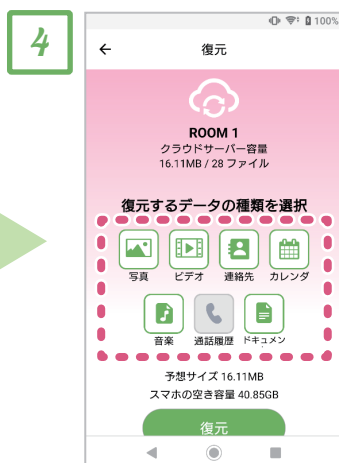 4
100%
復元
ROOM 1
クラウドサーバー容量
16.11MB / 28 ファイル
復元するデータの種類を選択
写真 ビデオ 連絡先 カレンダ
音楽 通話履歴 ドキュメン
予想サイズ 16.11MB
スマホの空き容量 40.85GB
復元